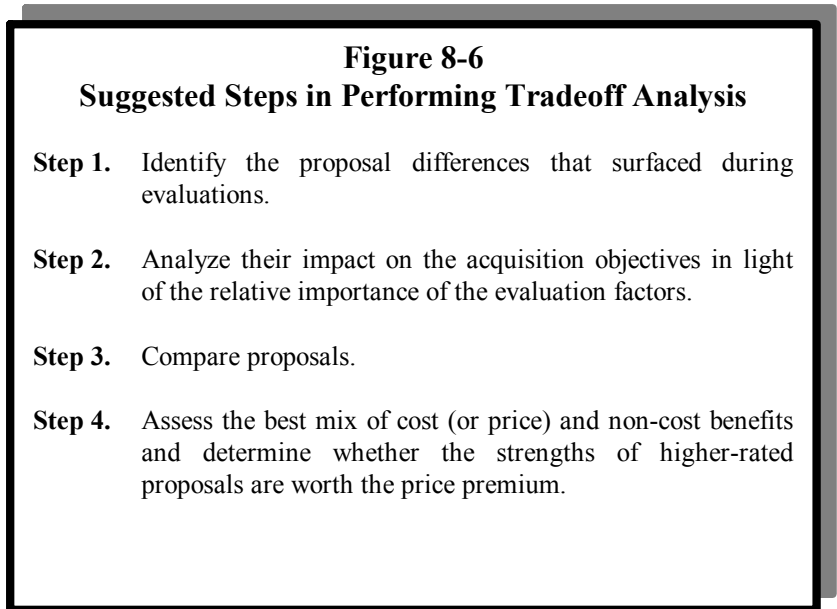 Figure 8-6
Suggested Steps in Performing Tradeoff Analysis
Step 1. Identify the proposal differences that surfaced during
evaluations.
Step 2. Analyze their impact on the acquisition objectives in light
of the relative importance of the evaluation factors.
Step 3. Compare proposals.
Step 4. Assess the best mix of cost (or price) and non-cost benefits
and determine whether the strengths of higher-rated
proposals are worth the price premium.